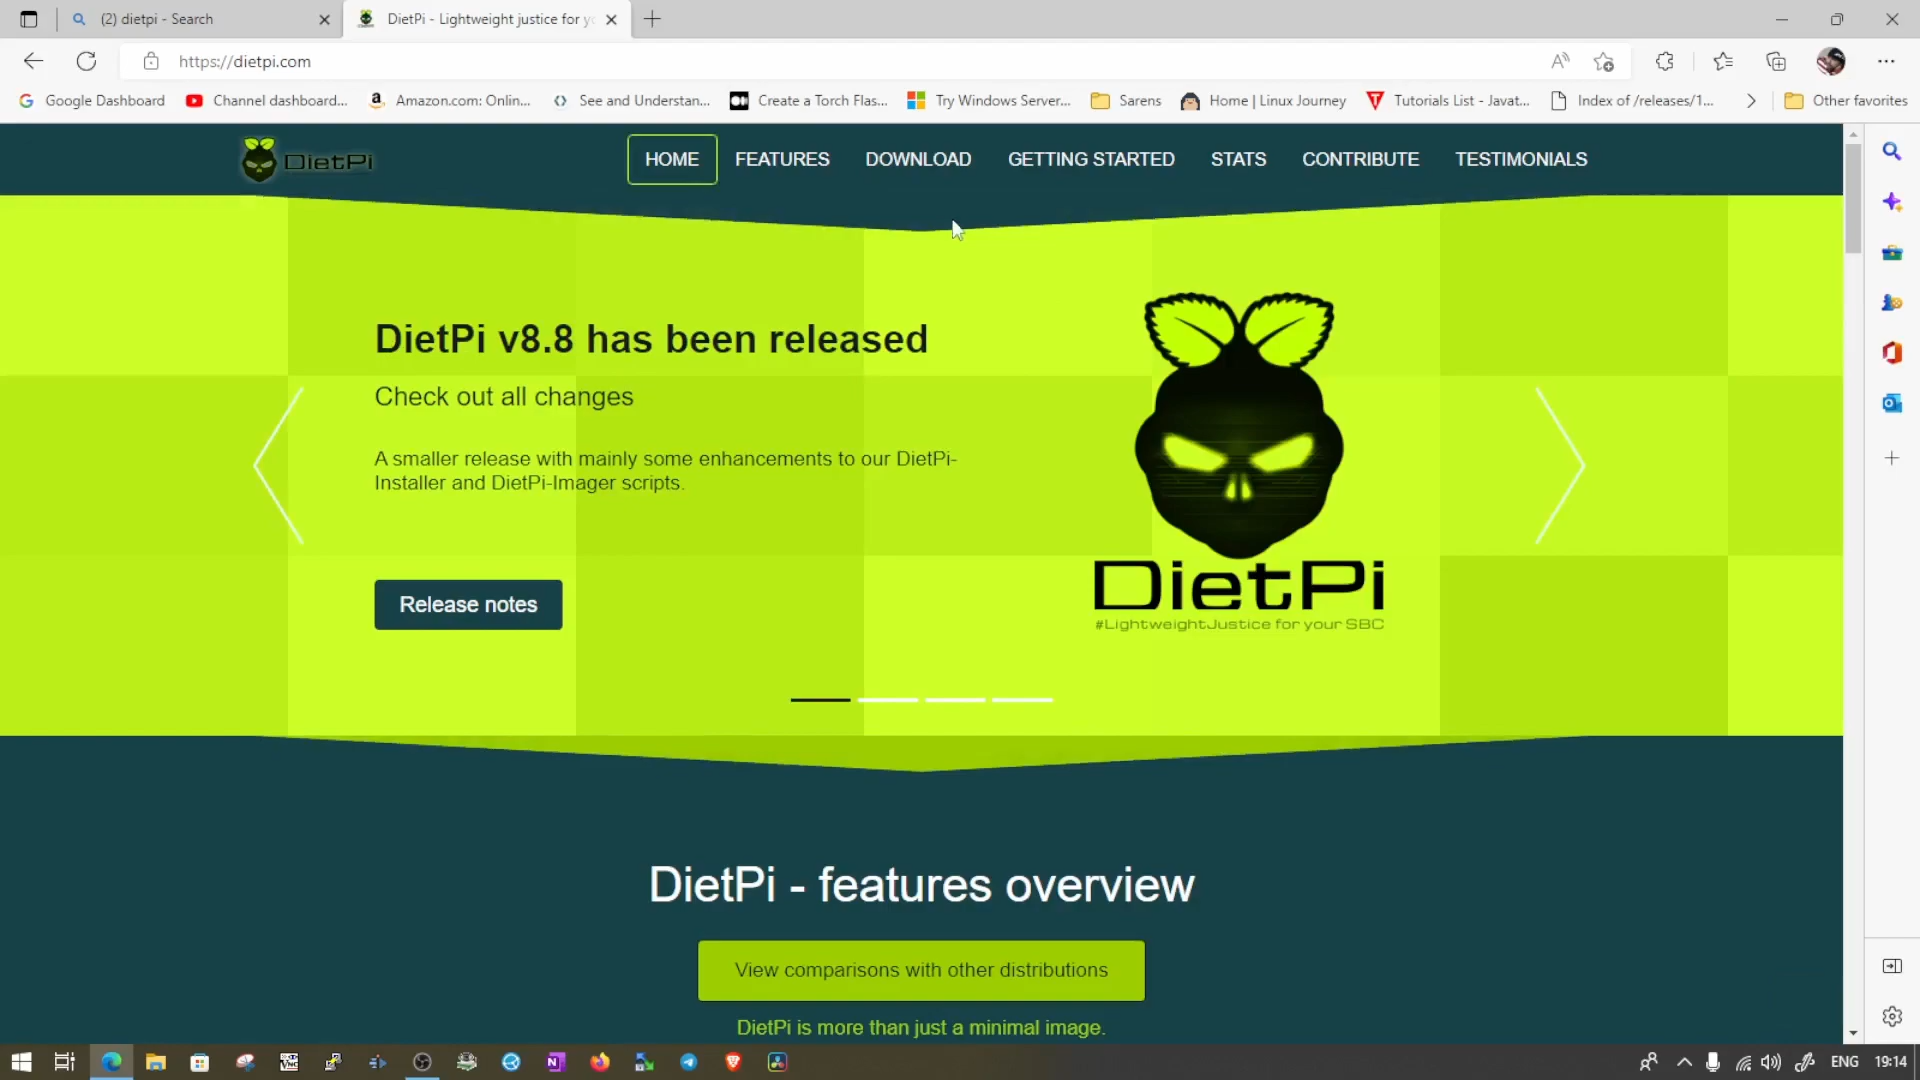 (2) dietpi - Search
DietPi - Lightweight justice for y
https://dietpi.com
Google Dashboard
Channel dashboard...
Amazon.com: Onlin...
See and Understan...
Create a Torch Flas...
Try Windows Server...
Sarens
Home | Linux Journey
Tutorials List - Javat...
Index of /releases/1...
Other favorites
DietPi
HOME
FEATURES
DOWNLOAD
GETTING STARTED
STATS
CONTRIBUTE
TESTIMONIALS
DietPi v8.8 has been released
Check out all changes
A smaller release with mainly some enhancements to our DietPi-
Installer and DietPi-Imager scripts.
Release notes
DietPi
#LightweightJustice for your SBC
DietPi - features overview
View comparisons with other distributions
DietPi is more than just a minimal image.
ENG
19:14